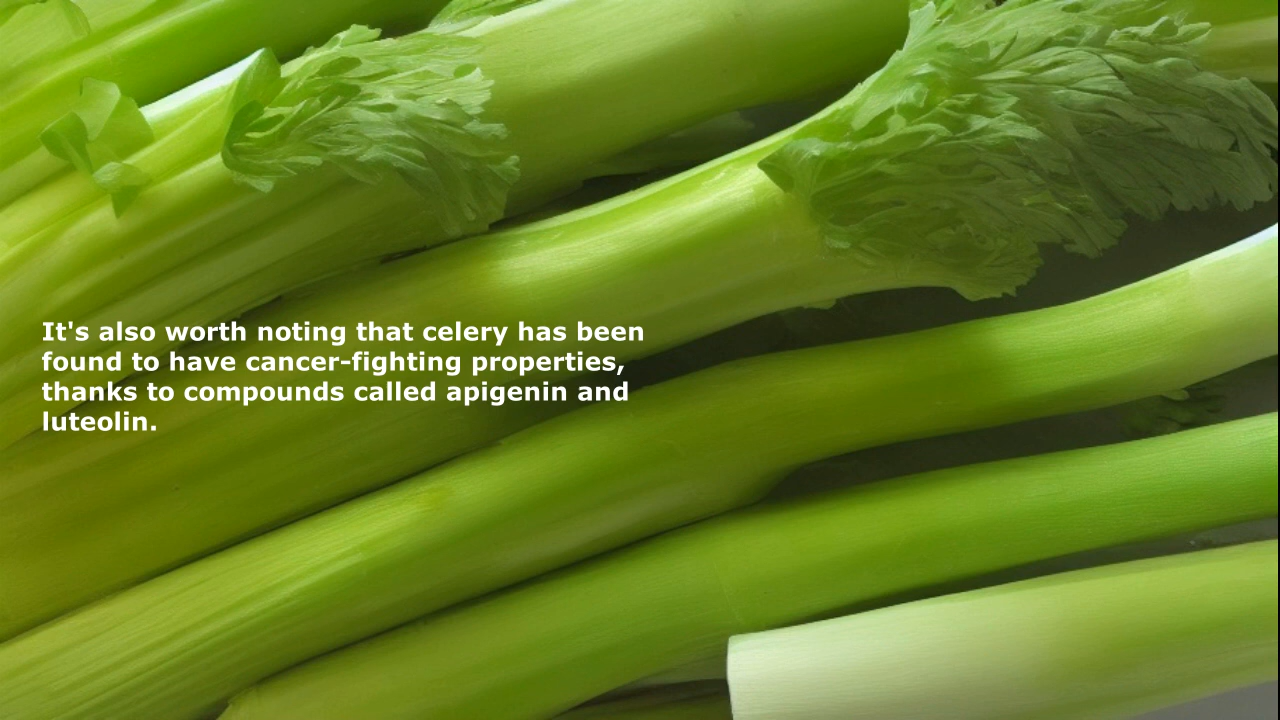 It's also worth noting that celery has been
found to have cancer-fighting properties,
thanks to compounds called apigenin and
luteolin.